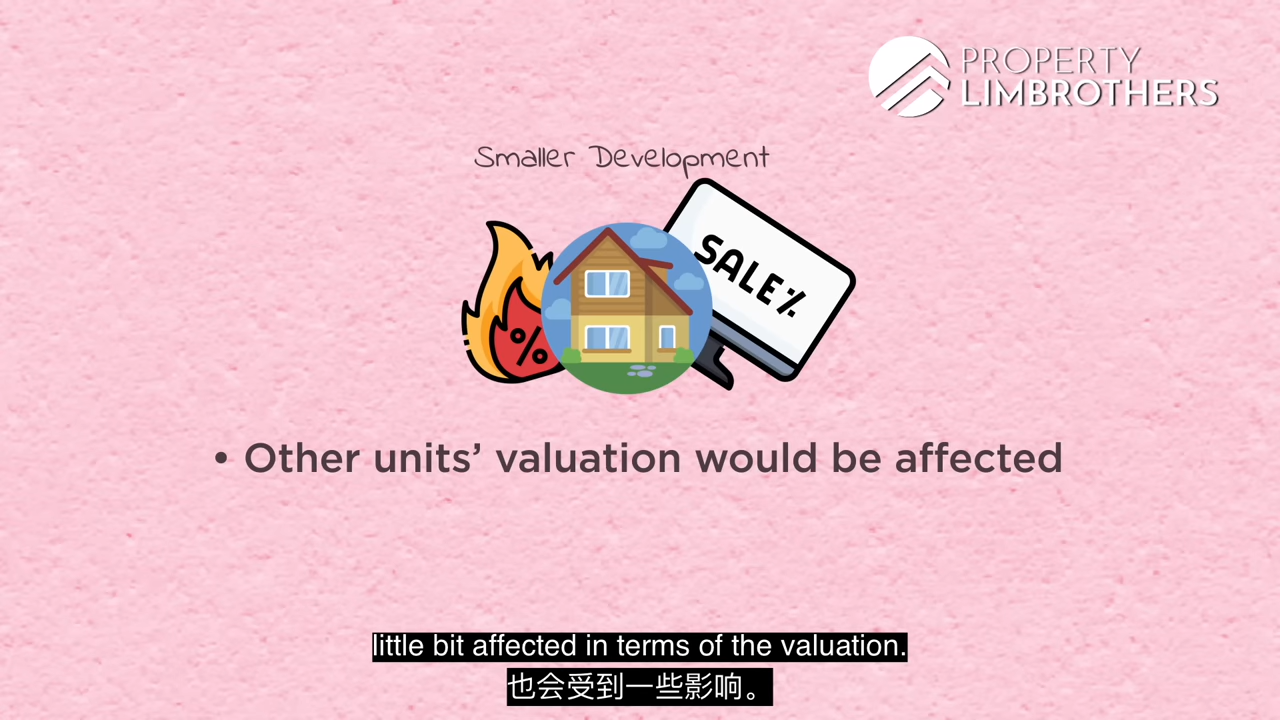 PROPERTY
LIMBROTHERS
Smaller Development
SALE%
%
• Other units’ valuation would be affected
little bit affected in terms of the valuation.
也会受到一些影响。